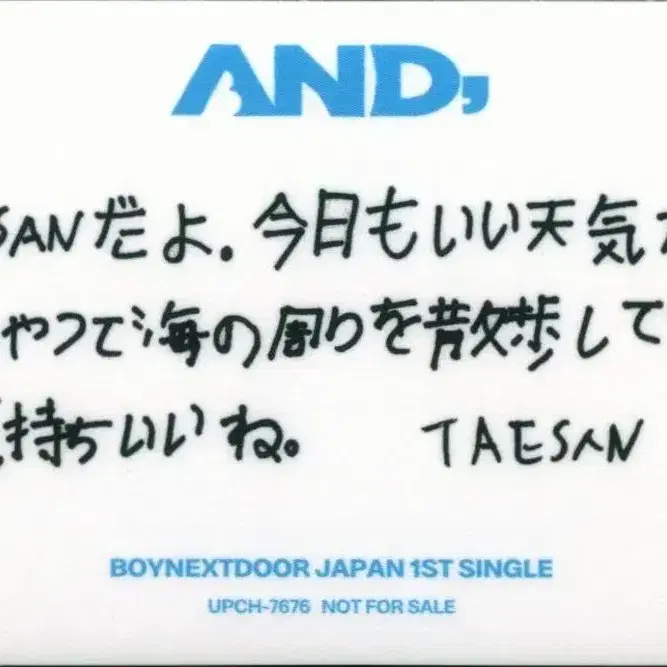 AND,
SANだよ。今日もいい天気
やって海の周りを散歩して
持ちいいね。 TAESAN
BOYNEXTDOOR JAPAN 1ST SINGLE
UPCH-7676 NOT FOR SALE